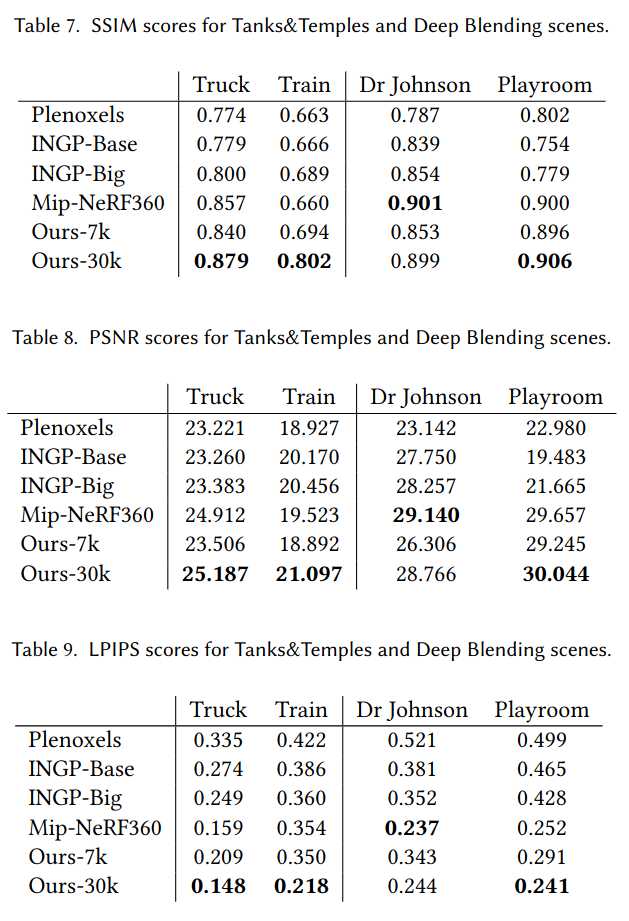 Table 7. SSIM scores for Tanks&Temples and Deep Blending scenes.
Truck Train Dr Johnson Playroom
Plenoxels 0.774 0.663 0.787 0.802
INGP-Base 0.779 0.666 0.839 0.754
INGP-Big 0.800 0.689 0.854 0.779
Mip-NeRF360 0.857 0.660 0.901 0.900
Ours-7k 0.840 0.694 0.853 0.896
Ours-30k 0.879 0.802 0.899 0.906
Table 8. PSNR scores for Tanks&Temples and Deep Blending scenes.
Truck Train Dr Johnson Playroom
Plenoxels 23.221 18.927 23.142 22.980
INGP-Base 23.260 20.170 27.750 19.483
INGP-Big 23.383 20.456 28.257 21.665
Mip-NeRF360 24.912 19.523 29.140 29.657
Ours-7k 23.506 18.892 26.306 29.245
Ours-30k 25.187 21.097 28.766 30.044
Table 9. LPIPS scores for Tanks&Temples and Deep Blending scenes.
Truck Train Dr Johnson Playroom
Plenoxels 0.335 0.422 0.521 0.499
INGP-Base 0.274 0.386 0.381 0.465
INGP-Big 0.249 0.360 0.352 0.428
Mip-NeRF360 0.159 0.354 0.237 0.252
Ours-7k 0.209 0.350 0.343 0.291
Ours-30k 0.148 0.218 0.244 0.241